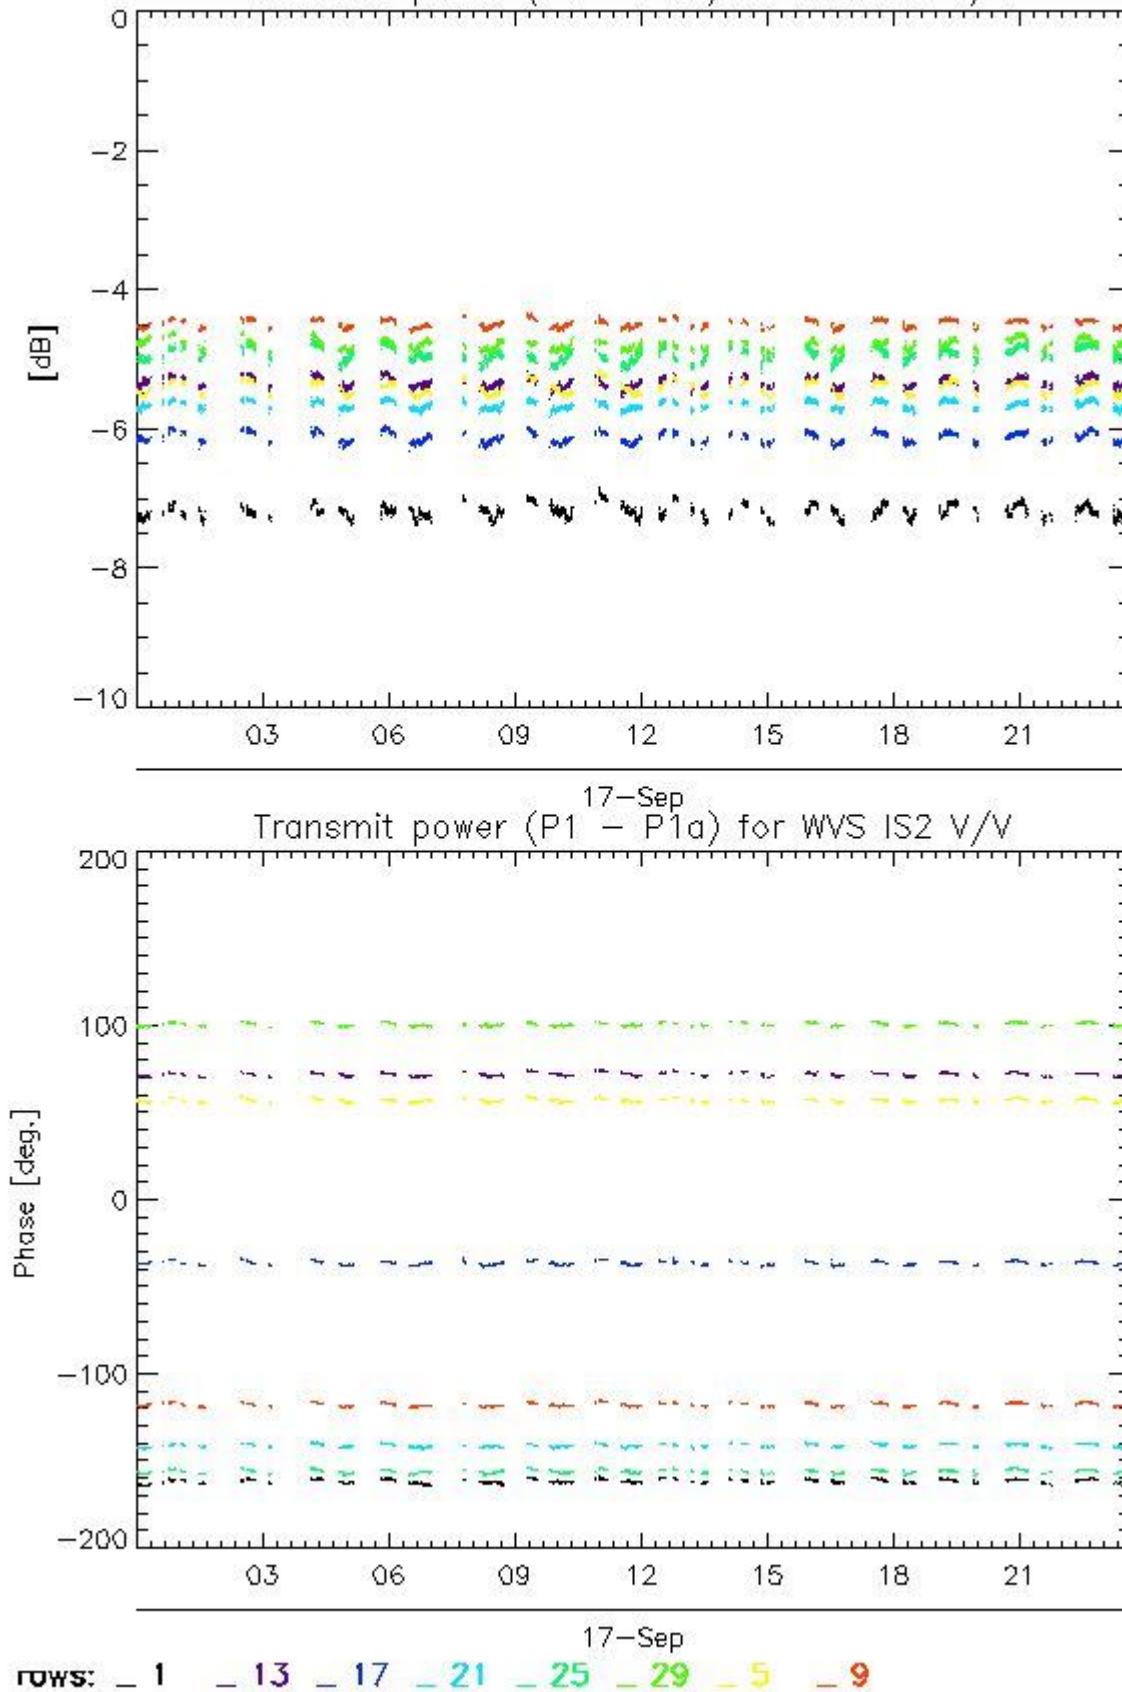 0
-2
-4
[dB]
-6
-8
-10
03 06 09 12 15 18 21
17-Sep
Transmit power (P1 - P1a) for WVS IS2 V/V
200
100
Phase [deg.]
0
-100
-200
03 06 09 12 15 18 21
17-Sep
rows: _ 1 _ 13 _ 17 _ 21 _ 25 _ 29 _ 5 _ 9